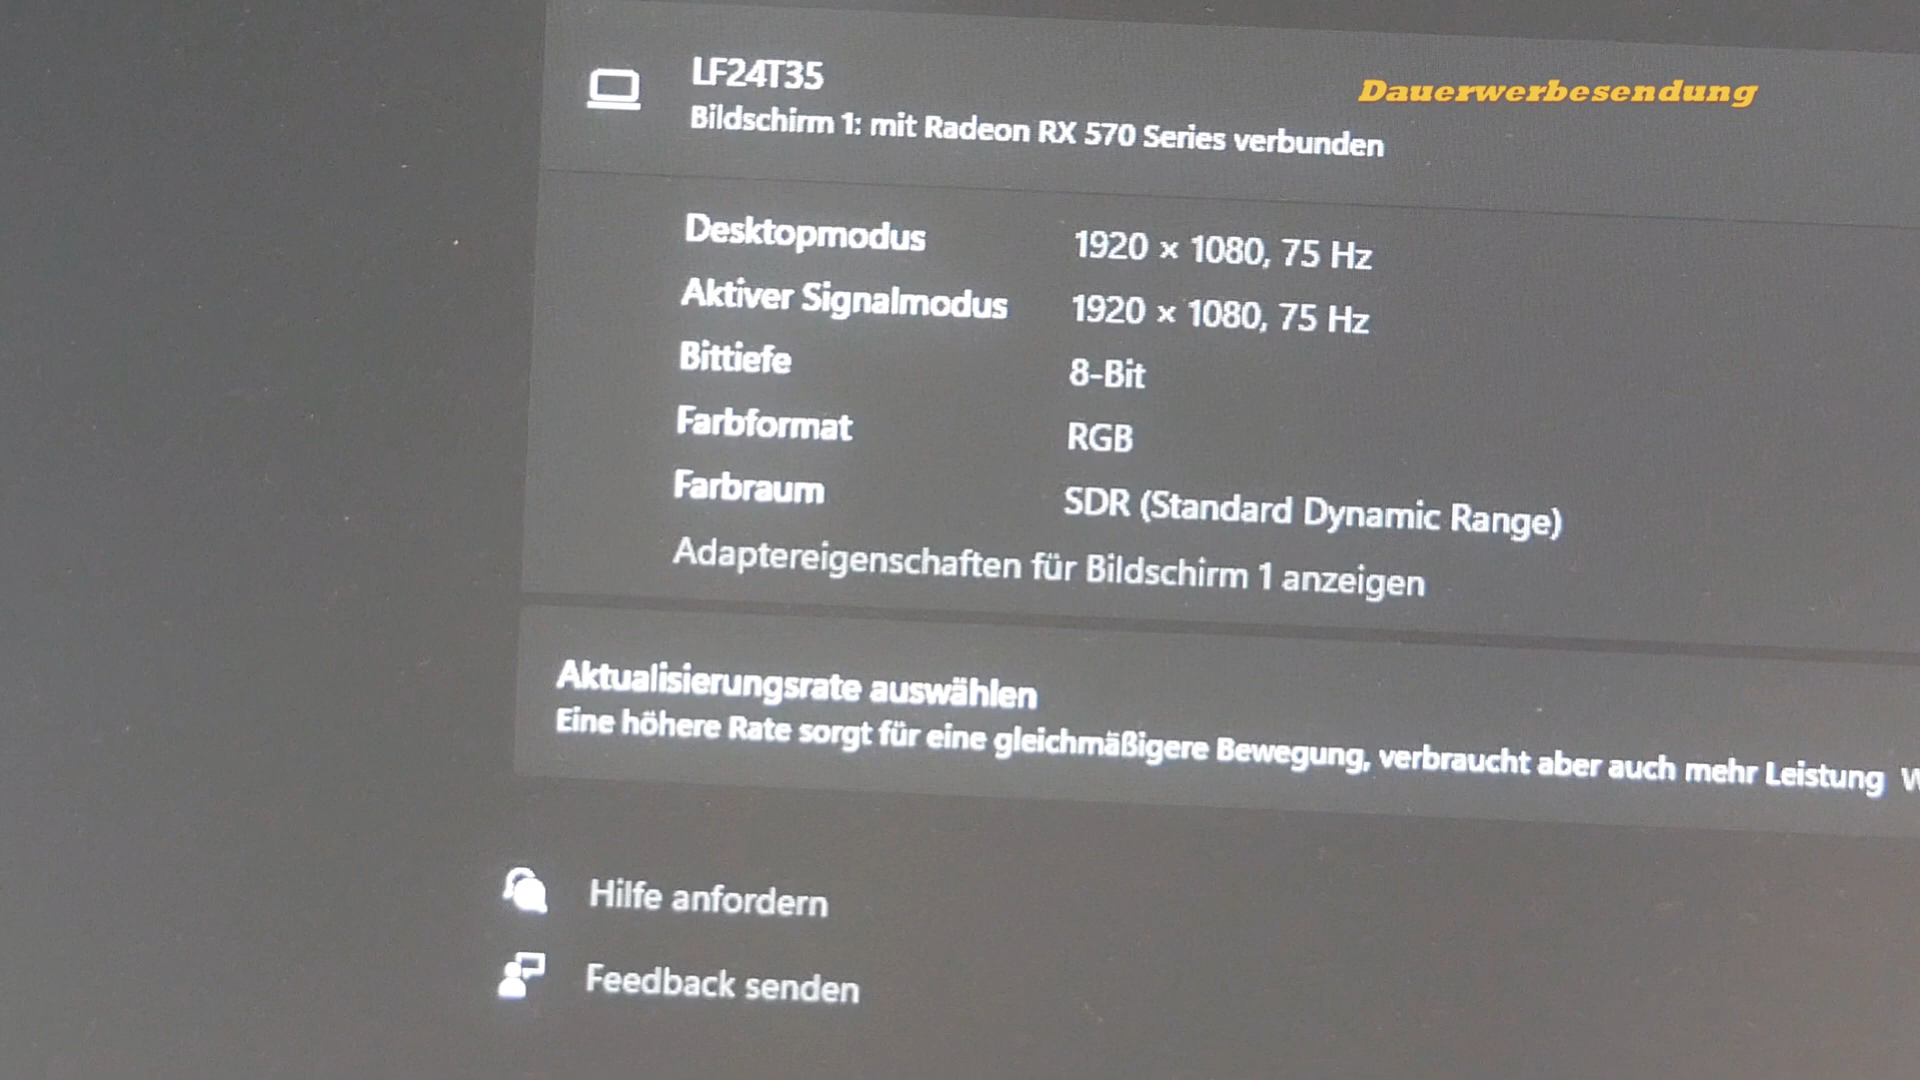 LF24T35
Dauerwerbesendung
Bildschirm 1: mit Radeon RX 570 Series verbunden
Desktopmodus 1920 × 1080, 75 Hz
Aktiver Signalmodus 1920 × 1080, 75 Hz
Bittiefe 8-Bit
Farbformat RGB
Farbraum SDR (Standard Dynamic Range)
Adaptereigenschaften für Bildschirm 1 anzeigen
Aktualisierungsrate auswählen
Eine höhere Rate sorgt für eine gleichmäßigere Bewegung, verbraucht aber auch mehr Leistung
Hilfe anfordern
Feedback senden